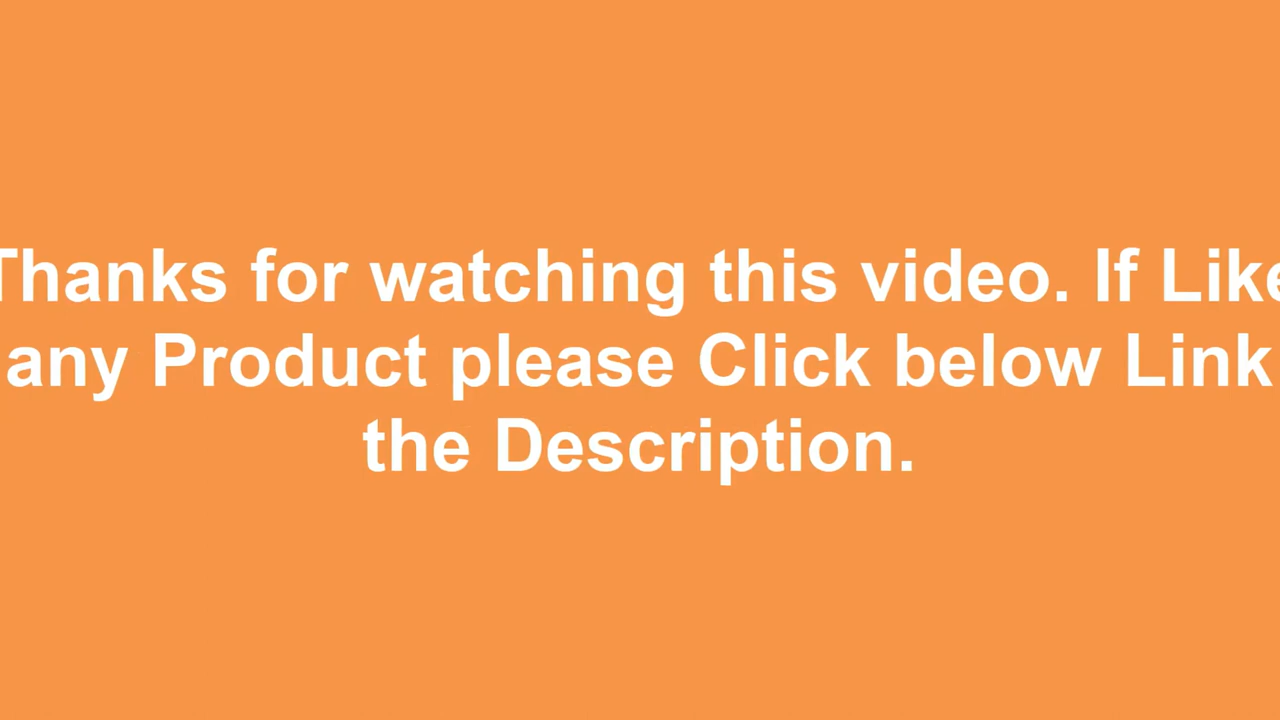 Thanks for watching this video. If Like
any Product please Click below Link
the Description.